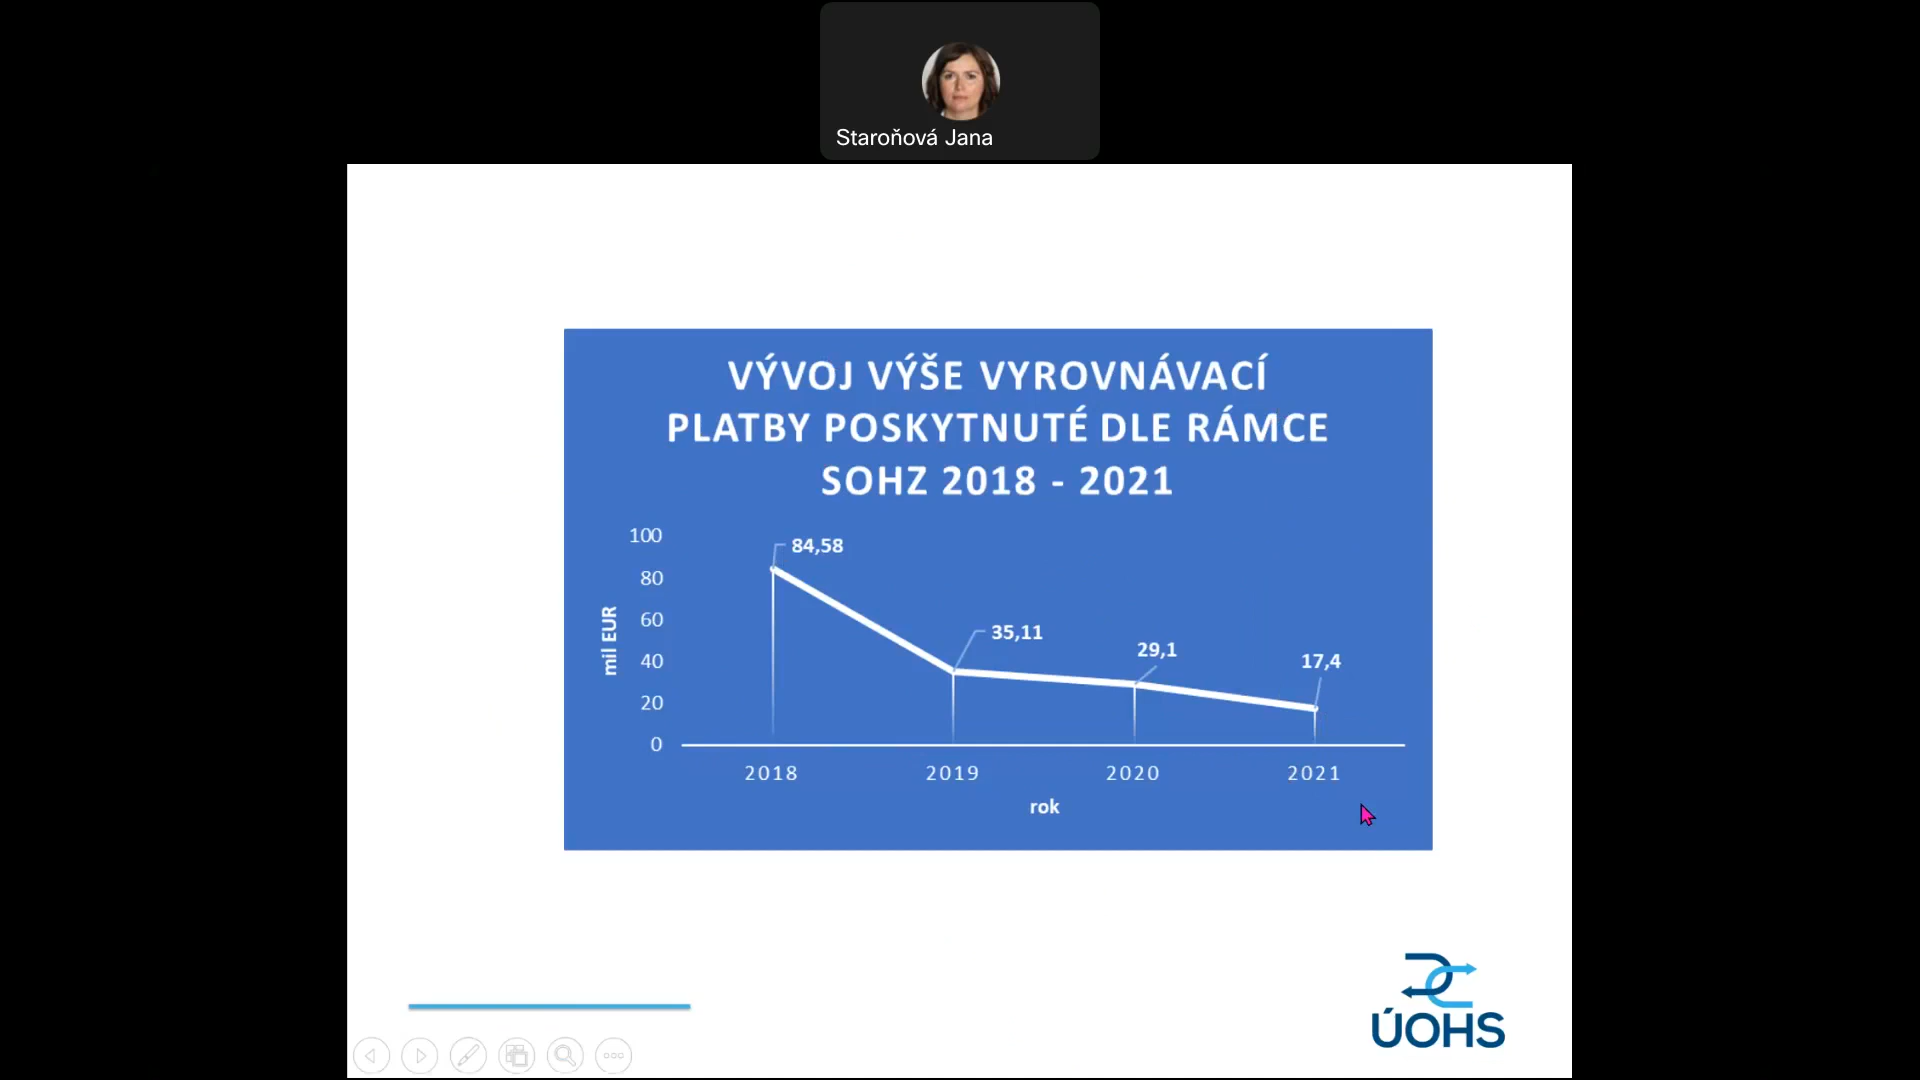 Staroňová Jana
VÝVOJ VÝŠE VYROVNÁVACÍ
PLATBY POSKYTNUTÉ DLE RÁMCE
SOHZ 2018 - 2021
mil EUR
100
80
60
40
20
0
84,58
35,11
29,1
17,4
2018 2019 2020 2021
rok
ÚOHS